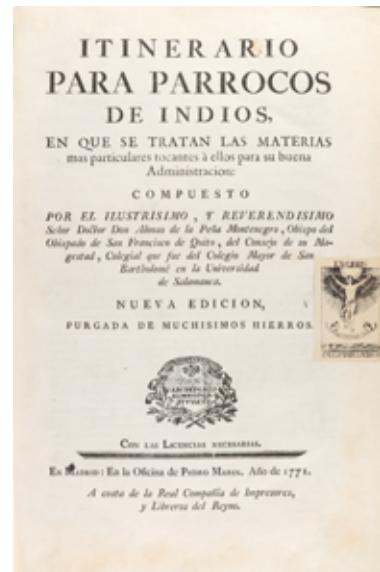 ITINERARIO
PARA PARROCOS
DE INDIOS,
EN QUE SE TRATAN LAS MATERIAS
mas particulares tocantes à ellos para su buena
Administracion:
COMPUESTO
POR EL ILUSTRISIMO, Y REVERENDISIMO
Señor Doctor Don Alonso de la Peña Montenegro, Obispo del
Obispado de San Francisco de Quito, del Consejo de su Ma-
gestad, Colegial que fue del Colegio Mayor de San
Bartholomé en la Universidad
de Salamanca.
NUEVA EDICION,
PURGADA DE MUCHISIMOS HIERROS.
EX LIBRIS
CON LAS LICENCIAS NECESARIAS.
EN MADRID: En la Oficina de PEDRO MARIN. Año de 1771.
A costa de la Real Compañia de Impresores,
y Libreros del Reyno.